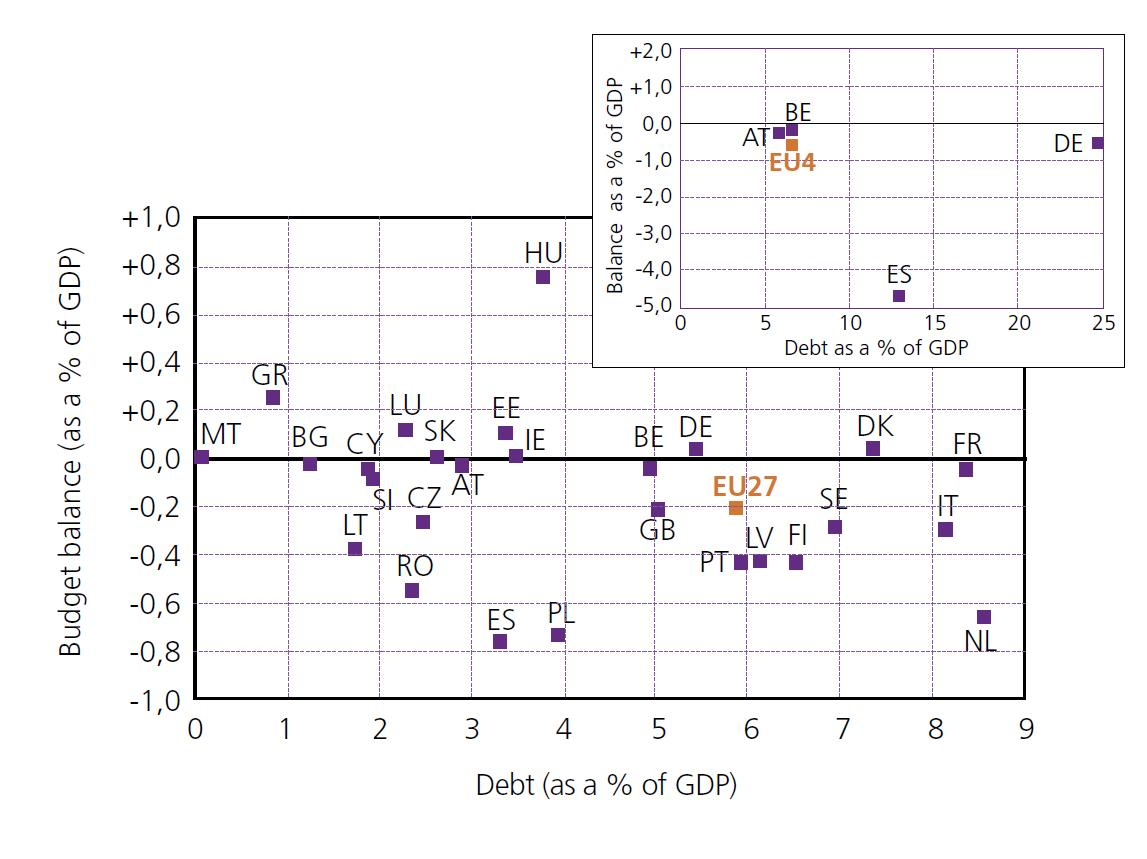 +2,0
+1,0
0,0
-1,0
-2,0
-3,0
-4,0
-5,0
Balance as a % of GDP
BE
AT
EU4
DE
ES
0 5 10 15 20 25
Debt as a % of GDP
+1,0
+0,8
+0,6
+0,4
+0,2
0,0
-0,2
-0,4
-0,6
-0,8
-1,0
Budget balance (as a % of GDP)
HU
GR
LU
EE
MT
BG
CY
SK
IE
BE
DE
DK
FR
AT
EU27
SI
CZ
SE
IT
LT
GB
LV
FI
PT
RO
ES
PL
NL
0 1 2 3 4 5 6 7 8 9
Debt (as a % of GDP)